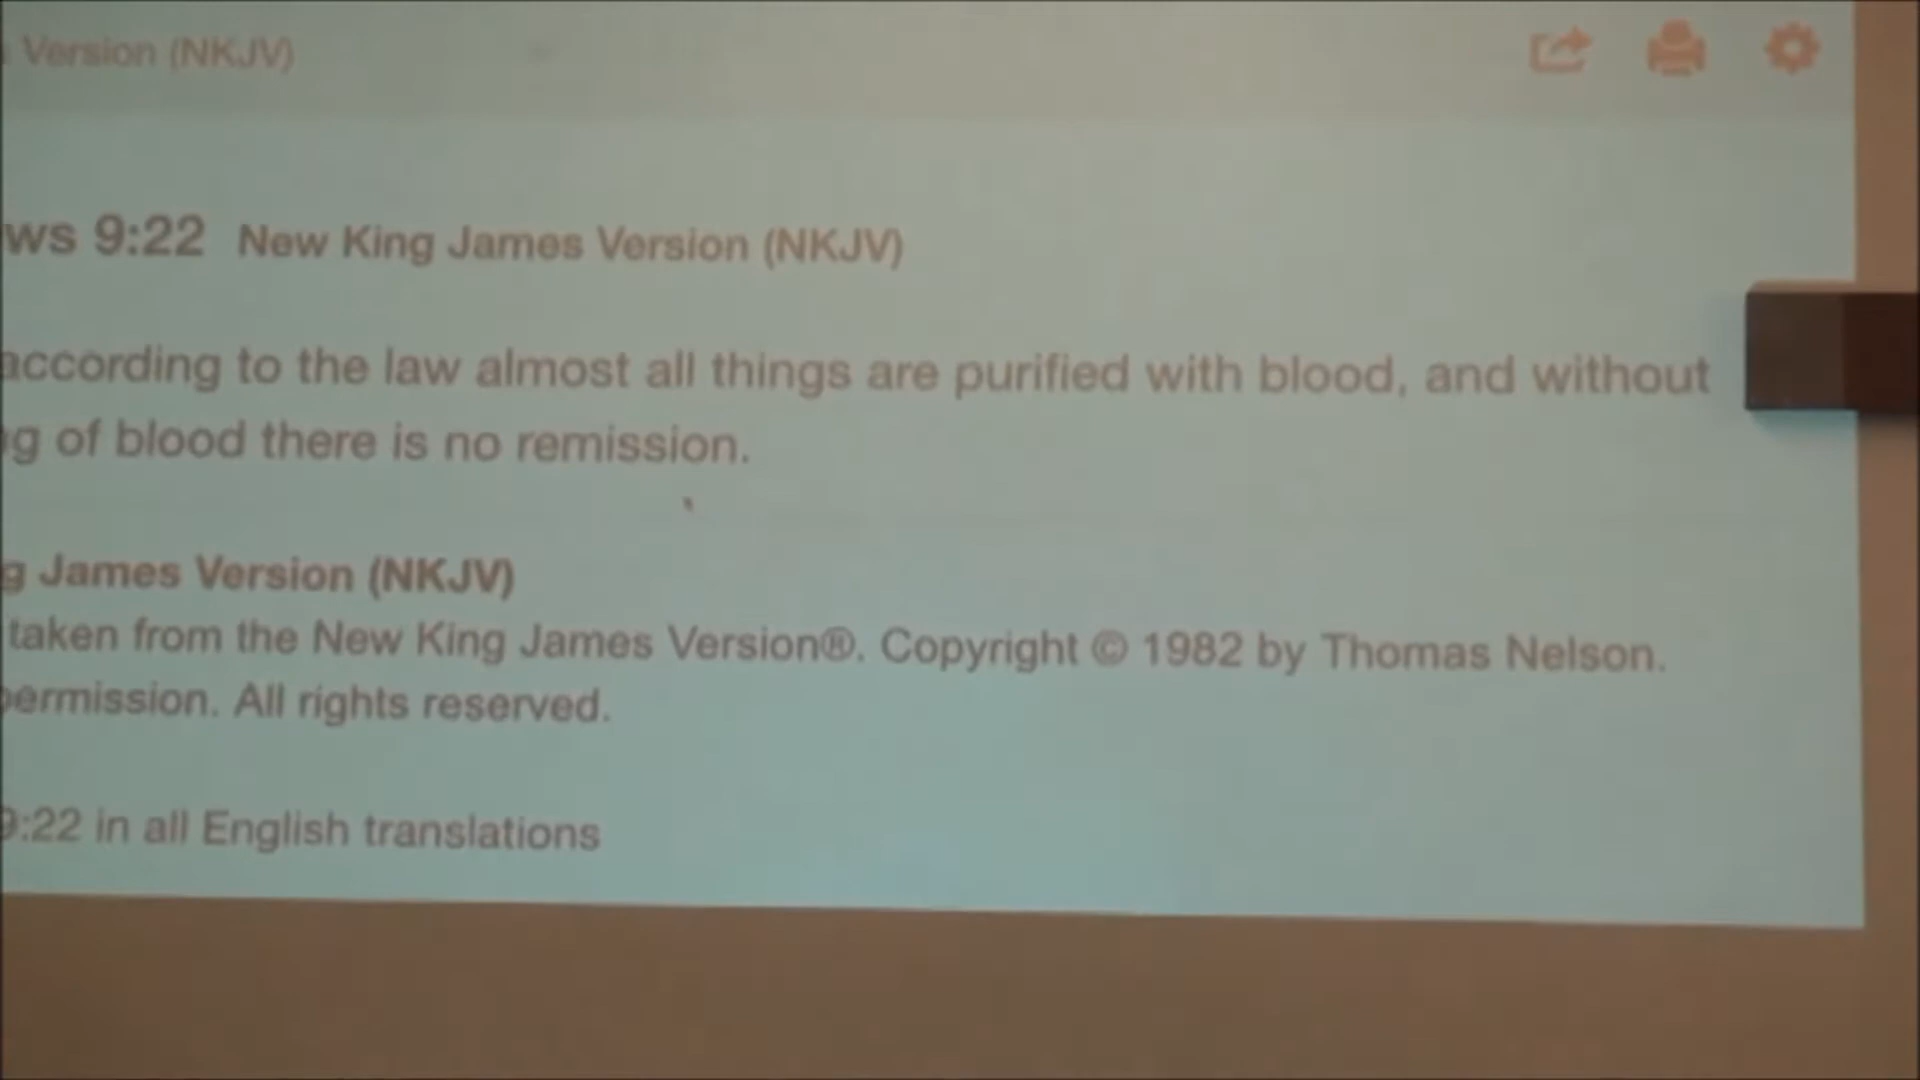 Version (NKJV)
ws 9:22 New King James Version (NKJV)
according to the law almost all things are purified with blood, and without
g of blood there is no remission.
g James Version (NKJV)
taken from the New King James Version®. Copyright © 1982 by Thomas Nelson.
permission. All rights reserved.
9:22 in all English translations